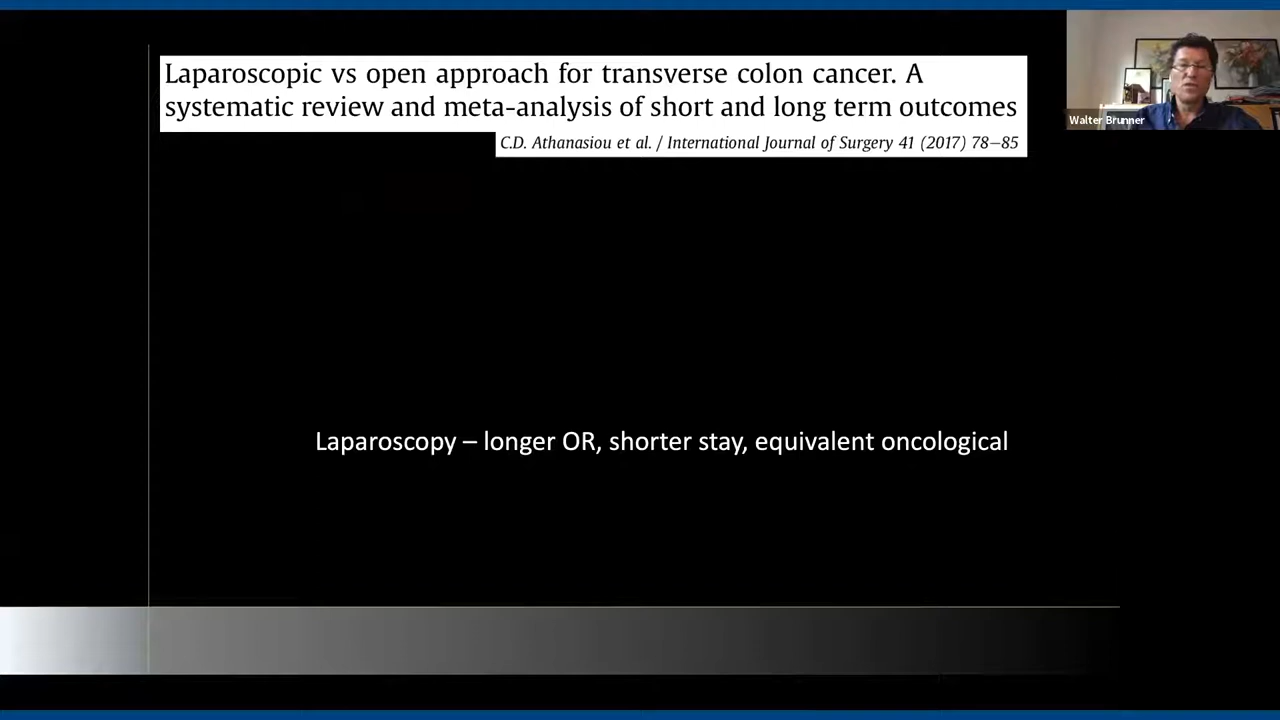 Laparoscopic vs open approach for transverse colon cancer. A
systematic review and meta-analysis of short and long term outcomes
C.D. Athanasiou et al. / International Journal of Surgery 41 (2017) 78–85
Walter Brunner
Laparoscopy – longer OR, shorter stay, equivalent oncological